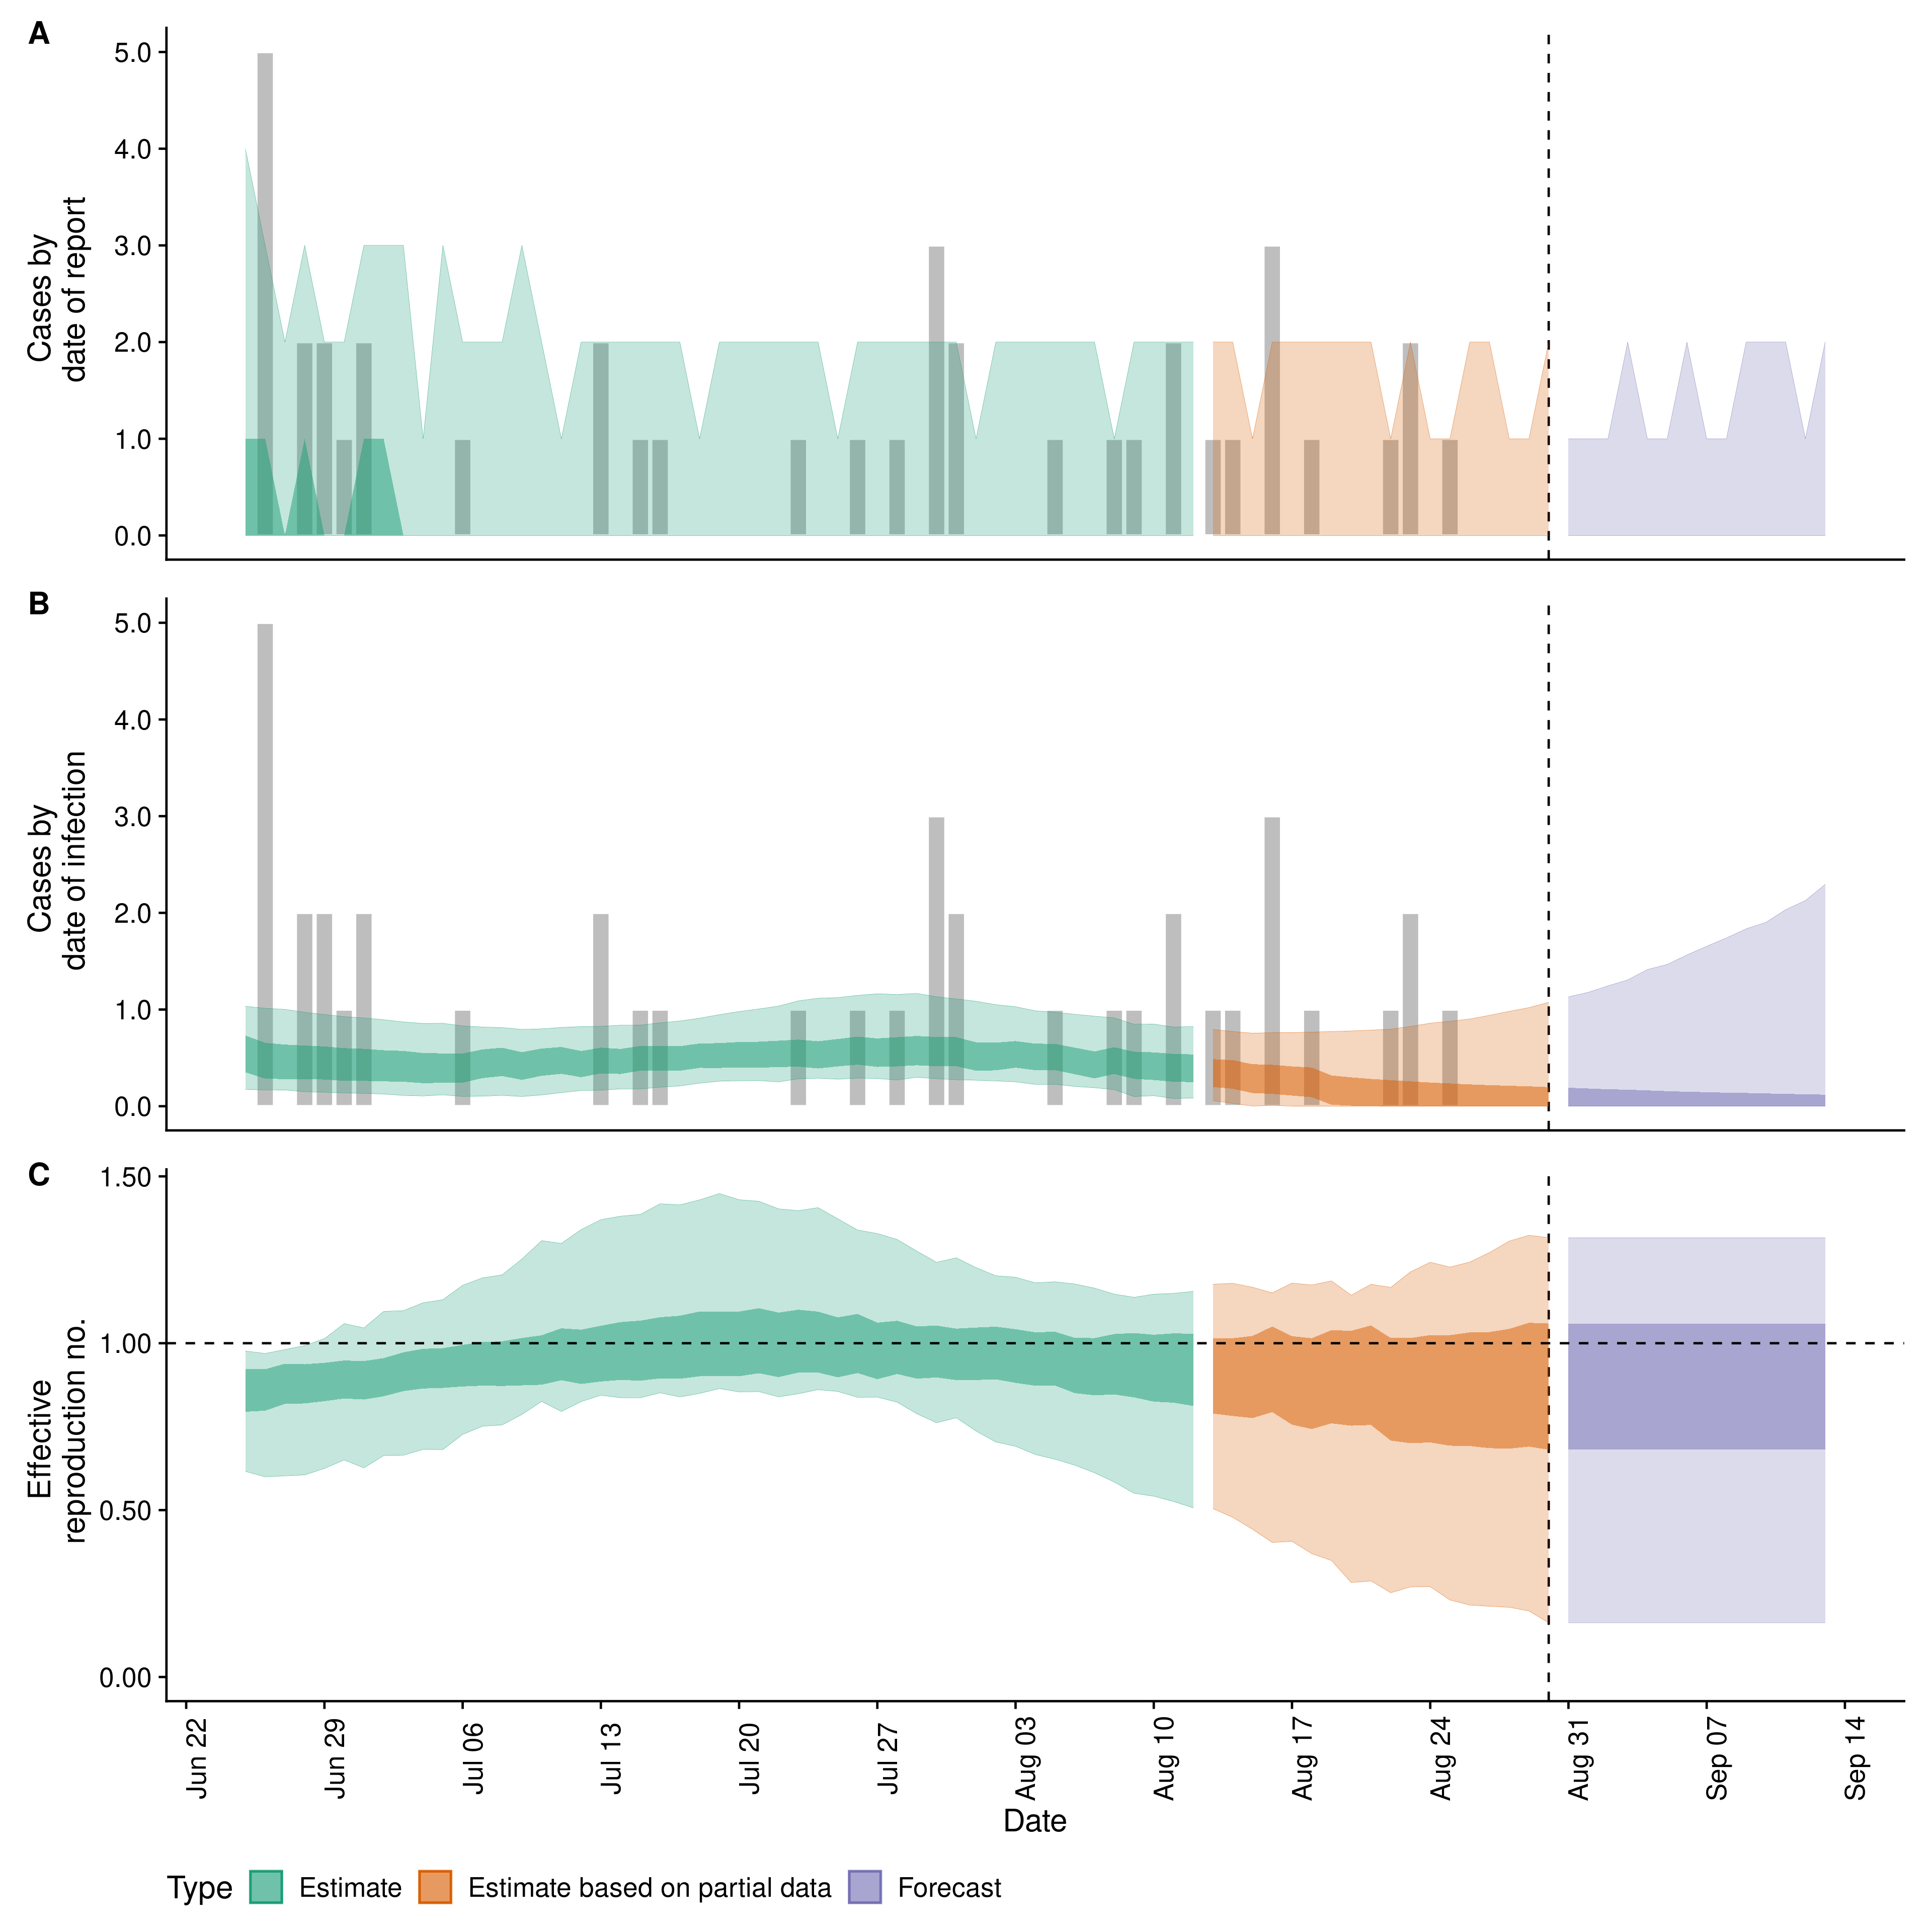 A
Cases by
date of report
5.0
4.0
3.0
2.0
1.0
0.0
B
Cases by
date of infection
5.0
4.0
3.0
2.0
1.0
0.0
C
Effective
reproduction no.
1.50
1.00
0.50
0.00
Jun 22
Jun 29
Jul 06
Jul 13
Jul 20
Jul 27
Aug 03
Aug 10
Aug 17
Aug 24
Aug 31
Sep 07
Sep 14
Date
Type Estimate Estimate based on partial data Forecast